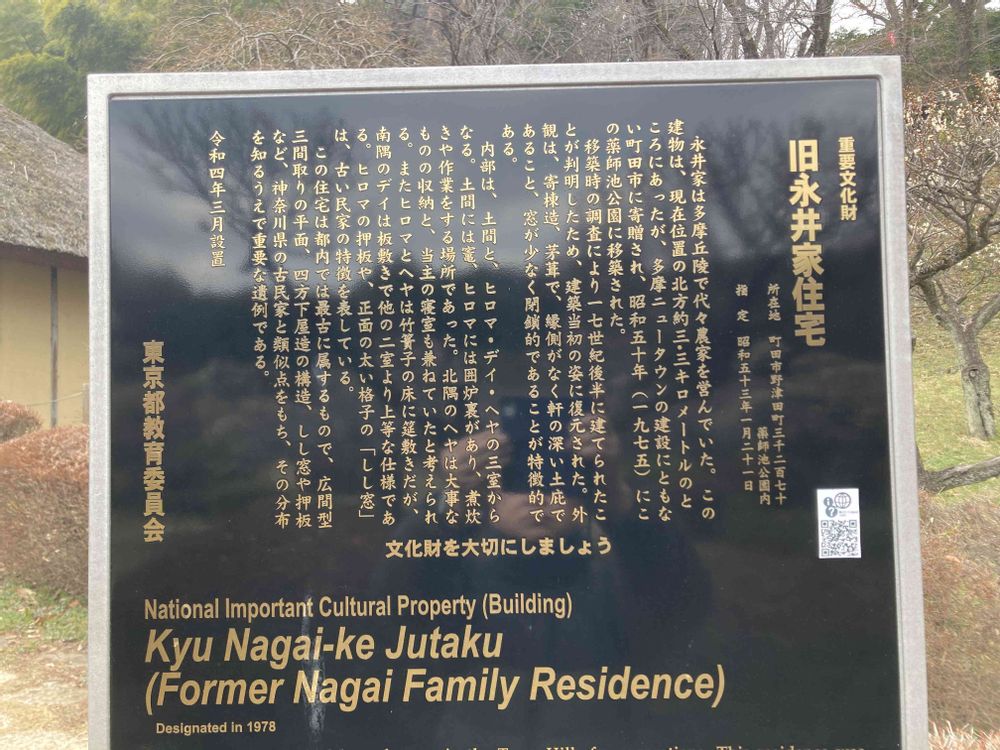 重要文化財
旧永井家住宅
所在地 町田市野津田町三千二百七十
薬師池公園内
指定 昭和五十三年一月二十一日
永井家は多摩丘陵で代々農家を営んでいた。この
建物は、現在位置の北方約三・三キロメートルのと
ころにあったが、多摩ニュータウンの建設にともな
い町田市に寄贈され、昭和五十年（一九七五）にこ
の薬師池公園に移築された。
移築時の調査により一七世紀後半に建てられたこ
とが判明したため、建築当初の姿に復元された。外
観は、寄棟造、茅葺で、縁側がなく軒の深い土庇で
あること、窓が少なく閉鎖的であることが特徴的で
ある。
内部は、土間と、ヒロマ・デイ・ヘヤの三室から
なる。土間には竈、ヒロマには囲炉裏があり、煮炊
きや作業をする場所であった。北隅のヘヤは大事な
ものの収納と、当主の寝室も兼ねていたと考えられ
る。またヒロマとヘヤは竹簀子の床に筵敷きだが、
南隅のデイは板敷きで他の二室より上等な仕様であ
る。ヒロマの押板や、正面の太い格子の「しし窓」
は、古い民家の特徴を表している。
この住宅は都内では最古に属するもので、広間型
三間取りの平面、四方下屋造の構造、しし窓や押板
など、神奈川県の古民家と類似点をもち、その分布
を知るうえで重要な遺例である。
令和四年三月設置
東京都教育委員会
文化財を大切にしましょう
National Important Cultural Property (Building)
Kyu Nagai-ke Jutaku
(Former Nagai Family Residence)
Designated in 1978